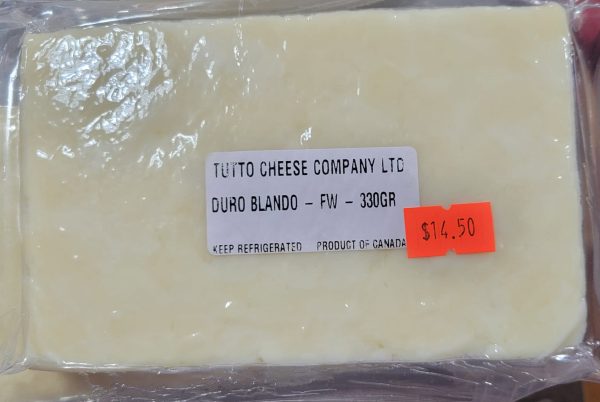 TUTTO CHEESE COMPANY LTD
DURO BLANDO - FW - 330GR
$14.50
KEEP REFRIGERATED PRODUCT OF CANADA